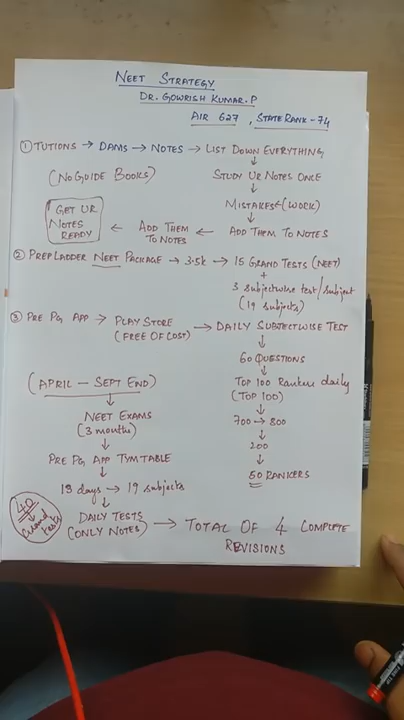 NEET STRATEGY
DR. GOWRISH KUMAR.P
AIR 627, STATE RANK-74
① TUTIONS → DAMS → NOTES → LIST DOWN EVERYTHING
↓
(NO GUIDE BOOKS) STUDY UR NOTES ONCE
↓
MISTAKES ← (WORK)
↓
GET UR NOTES READY ← ADD THEM TO NOTES ← ADD THEM TO NOTES
② PREPLADDER NEET PACKAGE → 3.5k → 15 GRAND TESTS (NEET)
+
3 subjectwise test/subject
(19 subjects)
③ PRE PG APP → PLAY STORE → DAILY SUBJECTWISE TEST
(FREE OF COST)
↓
60 QUESTIONS
↓
TOP 100 Rankers daily
(TOP 100)
↓
700 → 800
↓
200
↓
50 RANKERS
(APRIL - SEPT END)
↓
NEET EXAMS
(3 months)
↓
PRE PG APP TYMTABLE
↓
18 days → 19 subjects
↓
DAILY TESTS → TOTAL OF 4 COMPLETE
(ONLY NOTES) REVISIONS
40
↓
Grand tests